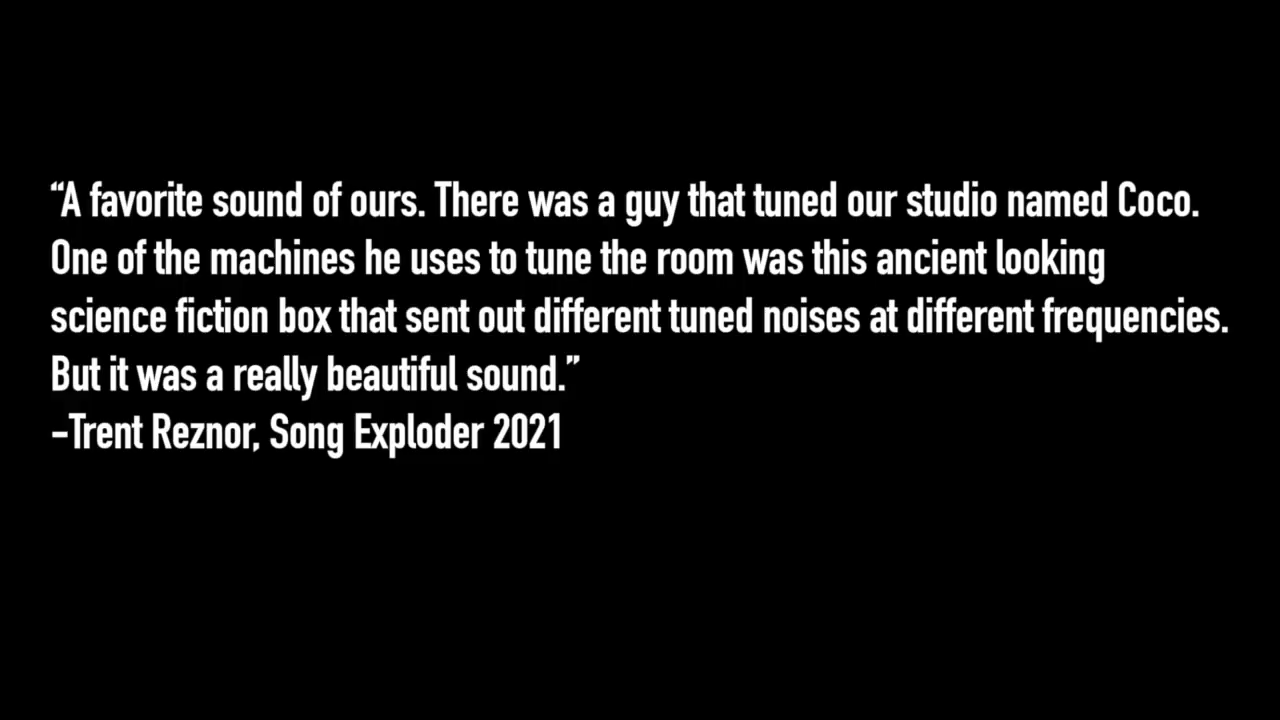 “A favorite sound of ours. There was a guy that tuned our studio named Coco.
One of the machines he uses to tune the room was this ancient looking
science fiction box that sent out different tuned noises at different frequencies.
But it was a really beautiful sound.”
-Trent Reznor, Song Exploder 2021